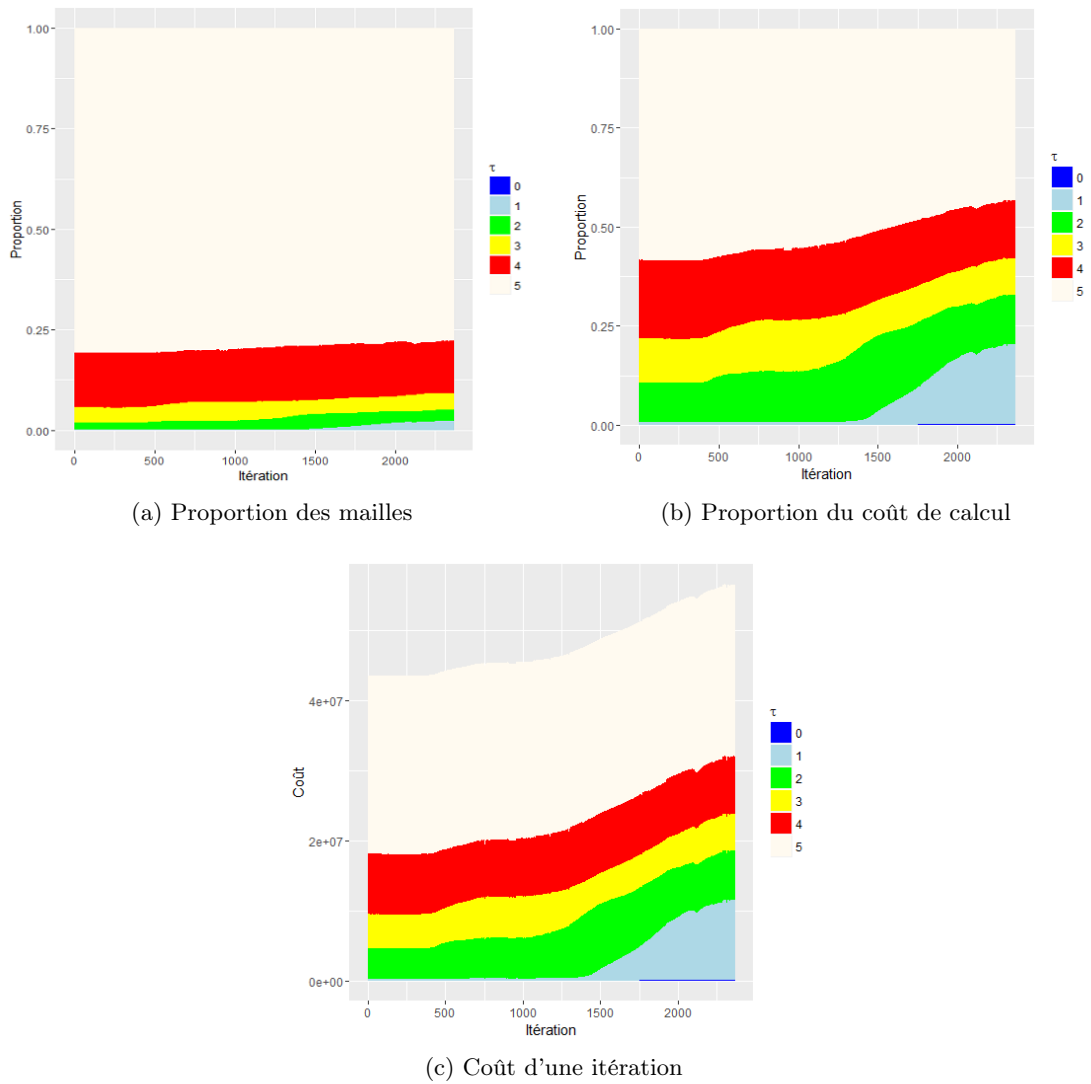 1.00
0.75
0.50
0.25
0.00
Proportion
0
500
1000
1500
2000
Itération
τ
0
1
2
3
4
5
(a) Proportion des mailles
1.00
0.75
0.50
0.25
0.00
Proportion
0
500
1000
1500
2000
Itération
τ
0
1
2
3
4
5
(b) Proportion du coût de calcul
4e+07
2e+07
0e+00
Coût
0
500
1000
1500
2000
Itération
τ
0
1
2
3
4
5
(c) Coût d'une itération